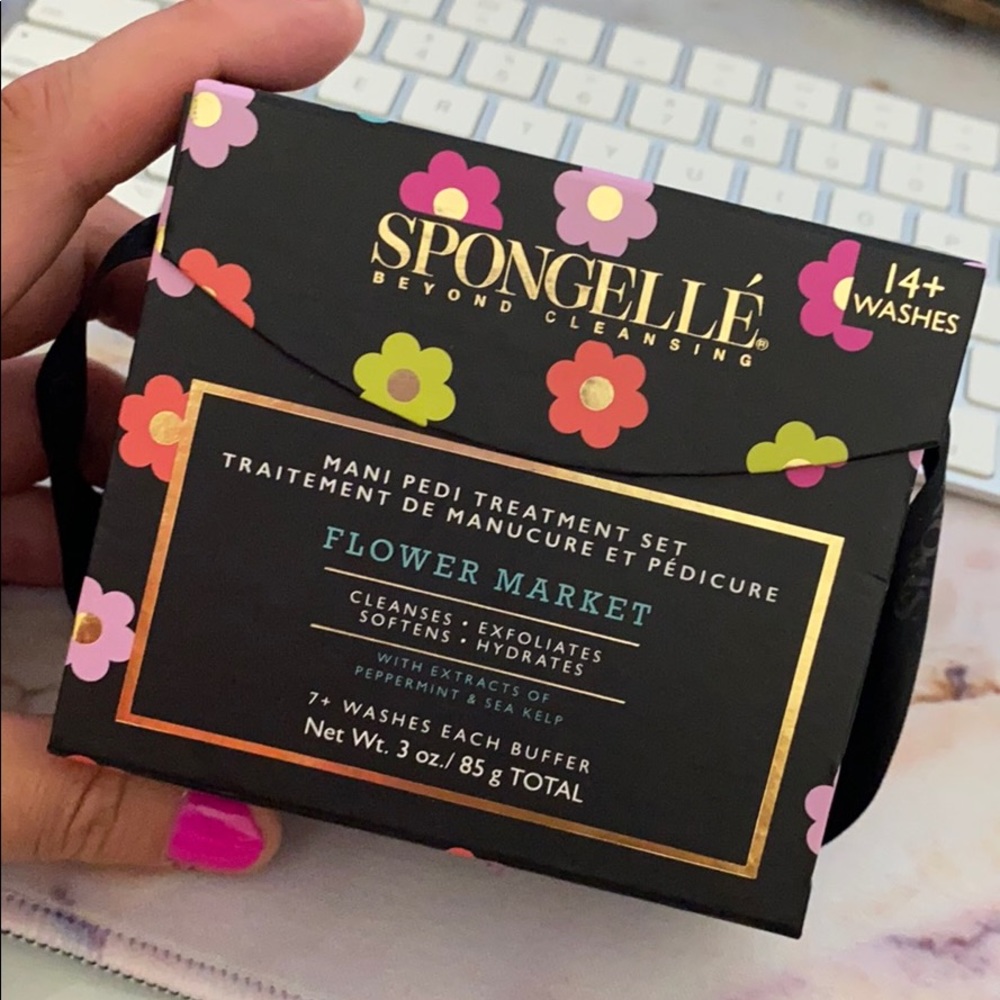 SPONGELLÉ®
BEYOND CLEANSING
14+
WASHES
MANI PEDI TREATMENT SET
TRAITEMENT DE MANUCURE ET PÉDICURE
FLOWER MARKET
CLEANSES • EXFOLIATES
SOFTENS • HYDRATES
WITH EXTRACTS OF
PEPPERMINT & SEA KELP
7+ WASHES EACH BUFFER
Net Wt. 3 oz./ 85 g TOTAL